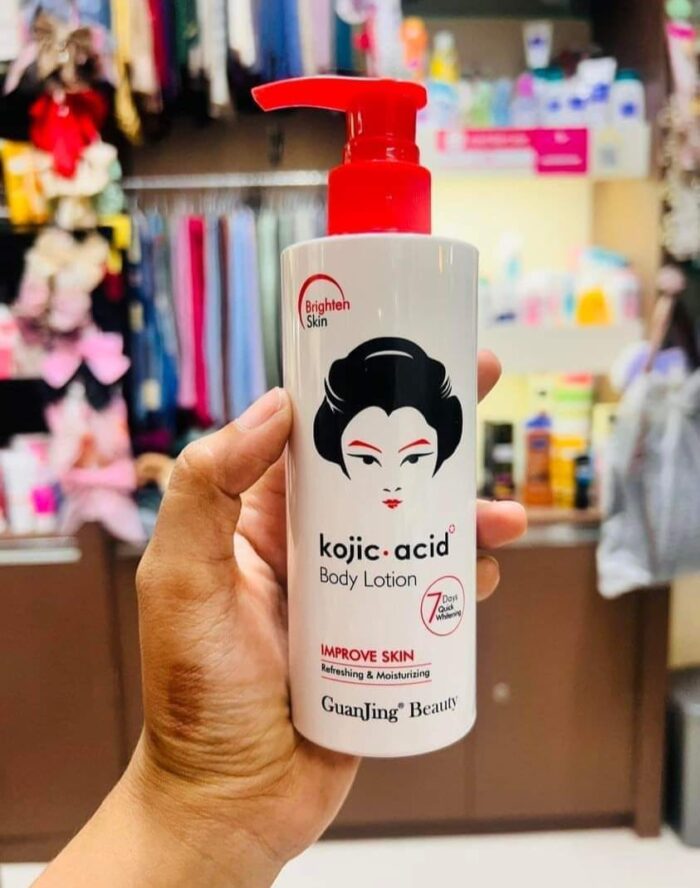 Brighten
Skin
kojic·acid
Body Lotion
7 Days
Quick
Whitening
IMPROVE SKIN
Refreshing & Moisturizing
GuanJing® Beauty